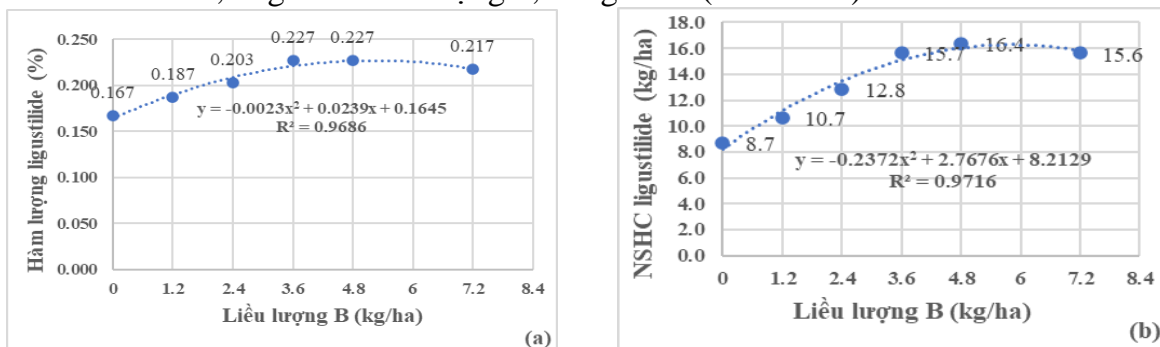 0.250
0.200
0.150
0.100
0.050
0.000
Hàm lượng ligustilide (%)
0.167
0.187
0.203
0.227
0.227
0.217
y = -0.0023x² + 0.0239x + 0.1645
R² = 0.9686
0 1.2 2.4 3.6 4.8 6 7.2 8.4
Liều lượng B (kg/ha)
(a)
18.0
16.0
14.0
12.0
10.0
8.0
6.0
4.0
2.0
0.0
NSHC ligustilide (kg/ha)
8.7
10.7
12.8
15.7
16.4
15.6
y = -0.2372x² + 2.7676x + 8.2129
R² = 0.9716
0 1.2 2.4 3.6 4.8 6 7.2 8.4
Liều lượng B (kg/ha)
(b)